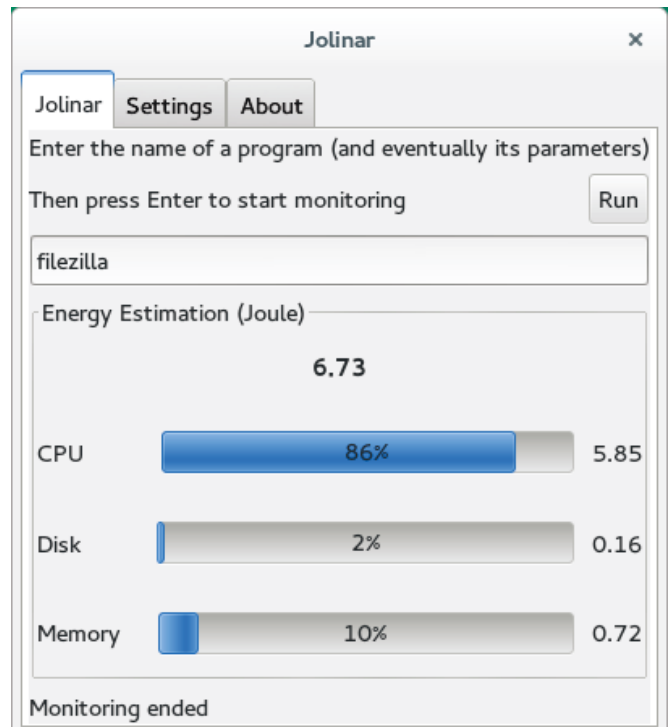 Jolinar ×
Jolinar Settings About
Enter the name of a program (and eventually its parameters)
Then press Enter to start monitoring Run
filezilla
Energy Estimation (Joule)
6.73
CPU 86% 5.85
Disk 2% 0.16
Memory 10% 0.72
Monitoring ended